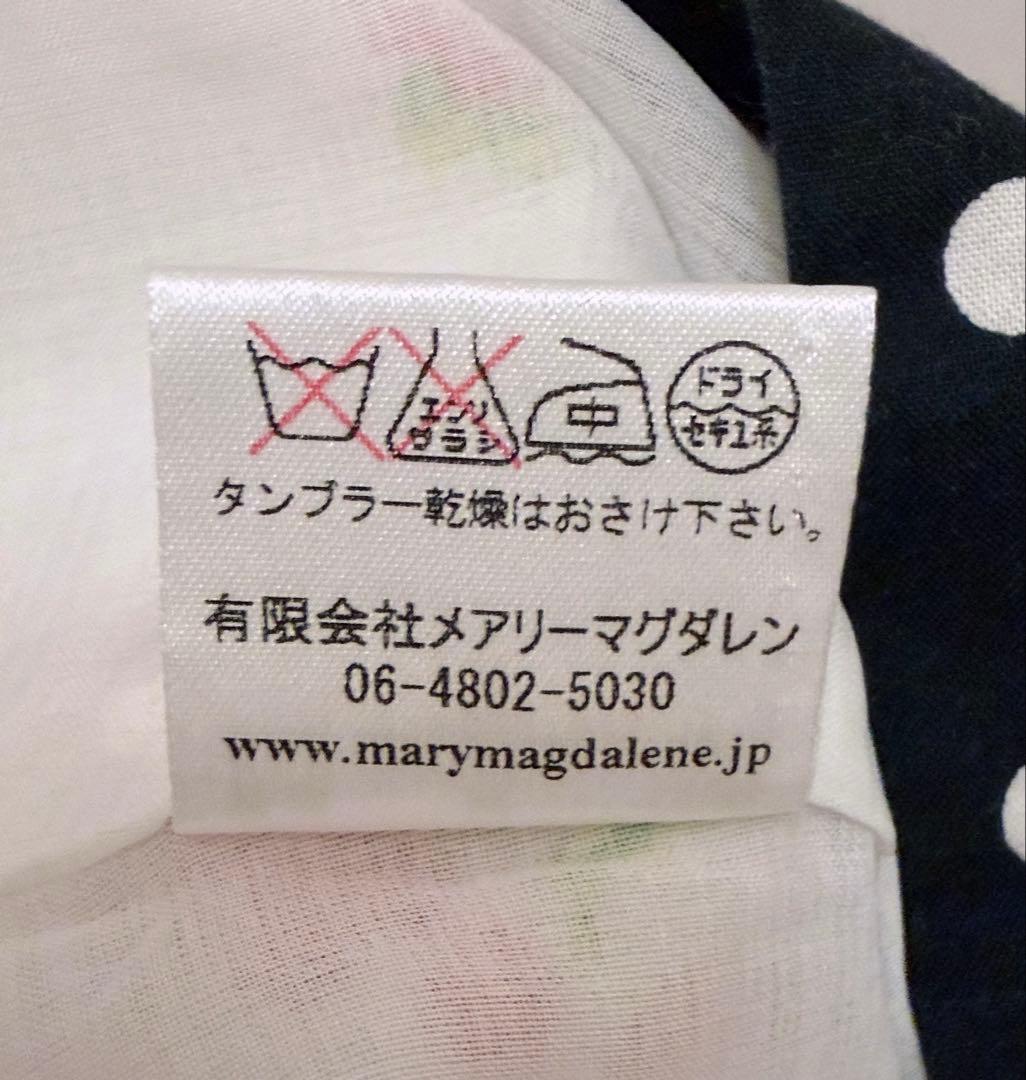 エンソ
サラシ
中
ドライ
セキユ系
タンブラー乾燥はおさけ下さい。
有限会社メアリーマグダレン
06-4802-5030
www.marymagdalene.jp